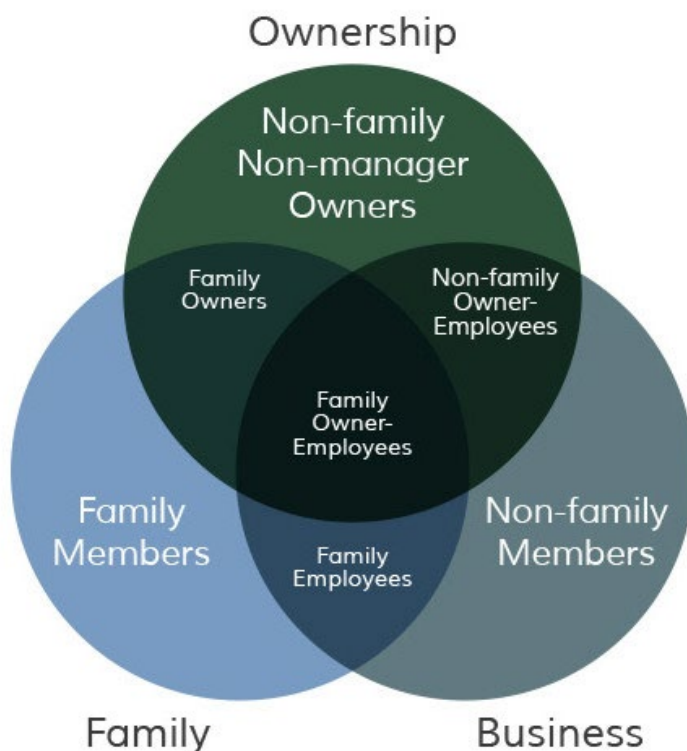 Ownership
Non-family
Non-manager
Owners
Family
Owners
Non-family
Owner-
Employees
Family
Owner-
Employees
Family
Members
Non-family
Members
Family
Employees
Family
Business